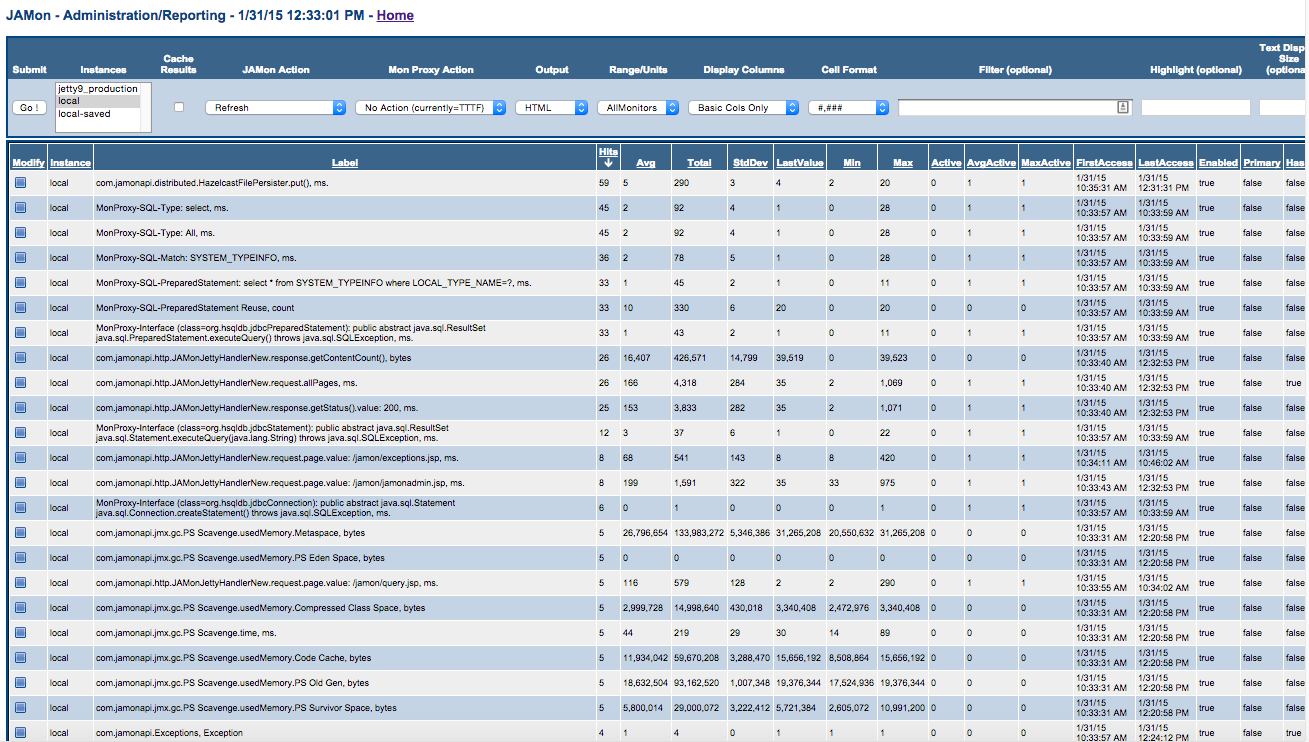 JAMon - Administration/Reporting - 1/31/15 12:33:01 PM - Home
Submit Instances Cache Results JAMon Action Mon Proxy Action Output Range/Units Display Columns Cell Format Filter (optional) Highlight (optional) Text Disp Size (optiona
jetty9_production
Go ! local Refresh No Action (currently=TTTF) HTML AllMonitors Basic Cols Only #,###
local-saved
Modify Instance Label Hits Avg Total StdDev LastValue Min Max Active AvgActive MaxActive FirstAccess LastAccess Enabled Primary Has
local com.jamonapi.distributed.HazelcastFilePersister.put(), ms. 59 5 290 3 4 2 20 0 1 1 1/31/15 10:35:31 AM 1/31/15 12:31:31 PM true false false
local MonProxy-SQL-Type: select, ms. 45 2 92 4 1 0 28 0 1 1 1/31/15 10:33:57 AM 1/31/15 10:33:59 AM true false false
local MonProxy-SQL-Type: All, ms. 45 2 92 4 1 0 28 0 1 1 1/31/15 10:33:57 AM 1/31/15 10:33:59 AM true false false
local MonProxy-SQL-Match: SYSTEM_TYPEINFO, ms. 36 2 78 5 1 0 28 0 1 1 1/31/15 10:33:57 AM 1/31/15 10:33:59 AM true false false
local MonProxy-SQL-PreparedStatement: select * from SYSTEM_TYPEINFO where LOCAL_TYPE_NAME=?, ms. 33 1 45 2 1 0 11 0 1 1 1/31/15 10:33:57 AM 1/31/15 10:33:59 AM true false false
local MonProxy-SQL-PreparedStatement Reuse, count 33 10 330 6 20 0 20 0 0 0 1/31/15 10:33:57 AM 1/31/15 10:33:59 AM true false false
local MonProxy-Interface (class=org.hsqldb.jdbcPreparedStatement): public abstract java.sql.ResultSet java.sql.PreparedStatement.executeQuery() throws java.sql.SQLException, ms. 33 1 43 2 1 0 11 0 1 1 1/31/15 10:33:57 AM 1/31/15 10:33:59 AM true false false
local com.jamonapi.http.JAMonJettyHandlerNew.response.getContentCount(), bytes 26 16,407 426,571 14,799 39,519 0 39,523 0 0 0 1/31/15 10:33:40 AM 1/31/15 12:32:53 PM true false false
local com.jamonapi.http.JAMonJettyHandlerNew.request.allPages, ms. 26 166 4,318 284 35 2 1,069 0 1 1 1/31/15 10:33:40 AM 1/31/15 12:32:53 PM true false true
local com.jamonapi.http.JAMonJettyHandlerNew.response.getStatus().value: 200, ms. 25 153 3,833 282 35 2 1,071 0 1 1 1/31/15 10:33:40 AM 1/31/15 12:32:53 PM true false false
local MonProxy-Interface (class=org.hsqldb.jdbcStatement): public abstract java.sql.ResultSet java.sql.Statement.executeQuery(java.lang.String) throws java.sql.SQLException, ms. 12 3 37 6 1 0 22 0 1 1 1/31/15 10:33:57 AM 1/31/15 10:33:59 AM true false false
local com.jamonapi.http.JAMonJettyHandlerNew.request.page.value: /jamon/exceptions.jsp, ms. 8 68 541 143 8 8 420 0 1 1 1/31/15 10:34:11 AM 1/31/15 10:46:02 AM true false false
local com.jamonapi.http.JAMonJettyHandlerNew.request.page.value: /jamon/jamonadmin.jsp, ms. 8 199 1,591 322 35 33 975 0 1 1 1/31/15 10:33:43 AM 1/31/15 12:32:53 PM true false false
local MonProxy-Interface (class=org.hsqldb.jdbcConnection): public abstract java.sql.Statement java.sql.Connection.createStatement() throws java.sql.SQLException, ms. 6 0 1 0 0 0 1 0 1 1 1/31/15 10:33:57 AM 1/31/15 10:33:59 AM true false false
local com.jamonapi.jmx.gc.PS Scavenge.usedMemory.Metaspace, bytes 5 26,796,654 133,983,272 5,346,386 31,265,208 20,550,632 31,265,208 0 0 0 1/31/15 10:33:31 AM 1/31/15 12:20:58 PM true false false
local com.jamonapi.jmx.gc.PS Scavenge.usedMemory.PS Eden Space, bytes 5 0 0 0 0 0 0 0 0 0 1/31/15 10:33:31 AM 1/31/15 12:20:58 PM true false false
local com.jamonapi.http.JAMonJettyHandlerNew.request.page.value: /jamon/query.jsp, ms. 5 116 579 128 2 2 290 0 1 1 1/31/15 10:33:55 AM 1/31/15 10:34:02 AM true false false
local com.jamonapi.jmx.gc.PS Scavenge.usedMemory.Compressed Class Space, bytes 5 2,999,728 14,998,640 430,018 3,340,408 2,472,976 3,340,408 0 0 0 1/31/15 10:33:31 AM 1/31/15 12:20:58 PM true false false
local com.jamonapi.jmx.gc.PS Scavenge.time, ms. 5 44 219 29 30 14 89 0 0 0 1/31/15 10:33:31 AM 1/31/15 12:20:58 PM true false false
local com.jamonapi.jmx.gc.PS Scavenge.usedMemory.Code Cache, bytes 5 11,934,042 59,670,208 3,288,470 15,656,192 8,508,864 15,656,192 0 0 0 1/31/15 10:33:31 AM 1/31/15 12:20:58 PM true false false
local com.jamonapi.jmx.gc.PS Scavenge.usedMemory.PS Old Gen, bytes 5 18,632,504 93,162,520 1,007,348 19,376,344 17,524,936 19,376,344 0 0 0 1/31/15 10:33:31 AM 1/31/15 12:20:58 PM true false false
local com.jamonapi.jmx.gc.PS Scavenge.usedMemory.PS Survivor Space, bytes 5 5,800,014 29,000,072 3,222,412 5,721,384 2,605,072 10,991,200 0 0 0 1/31/15 10:33:31 AM 1/31/15 12:20:58 PM true false false
local com.jamonapi.Exceptions, Exception 4 1 4 0 1 1 1 0 0 0 1/31/15 10:33:57 AM 1/31/15 12:24:12 PM true false true